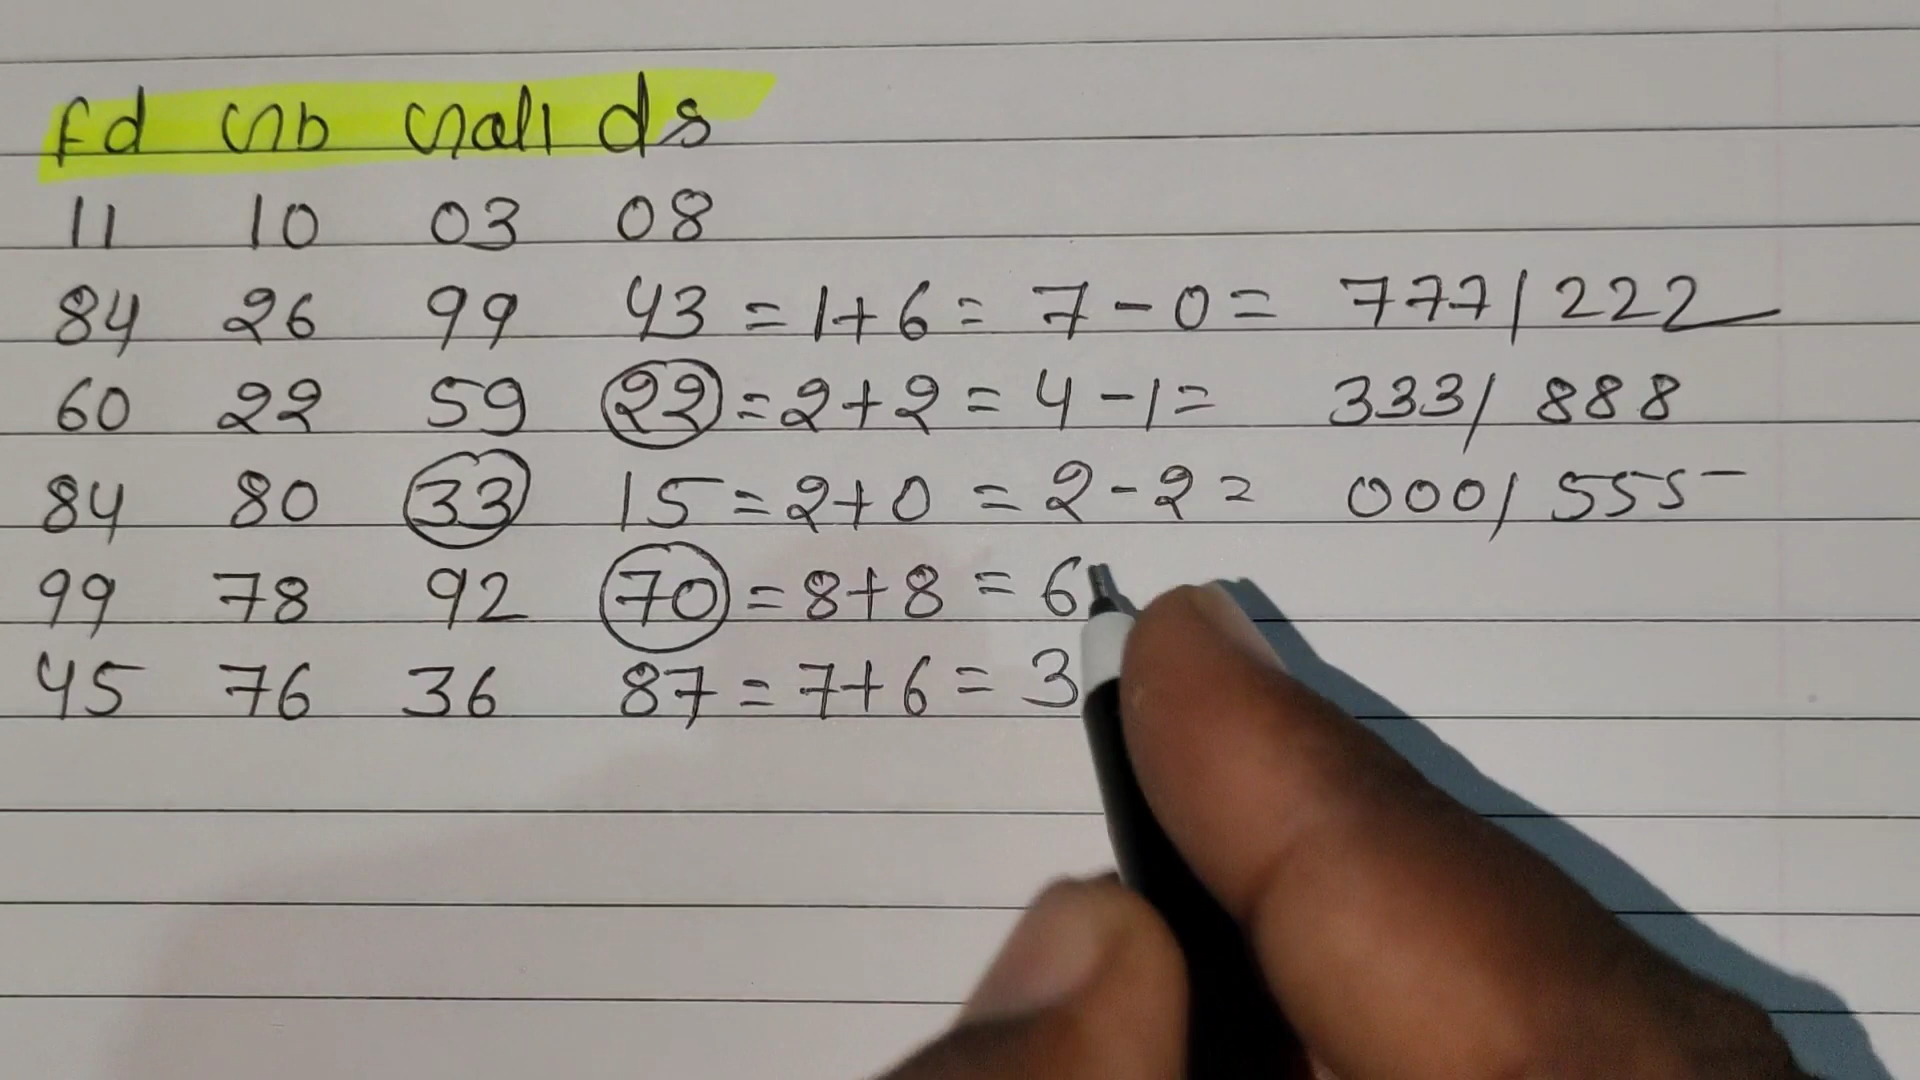 fd GB Gali ds
11 10 03 08
84 26 99 43 = 1+6 = 7-0 = 777/222
60 22 59 22 = 2+2 = 4-1 = 333/888
84 80 33 15 = 2+0 = 2-2 = 000/555
99 78 92 70 = 8+8 = 6
45 76 36 87 = 7+6 = 3